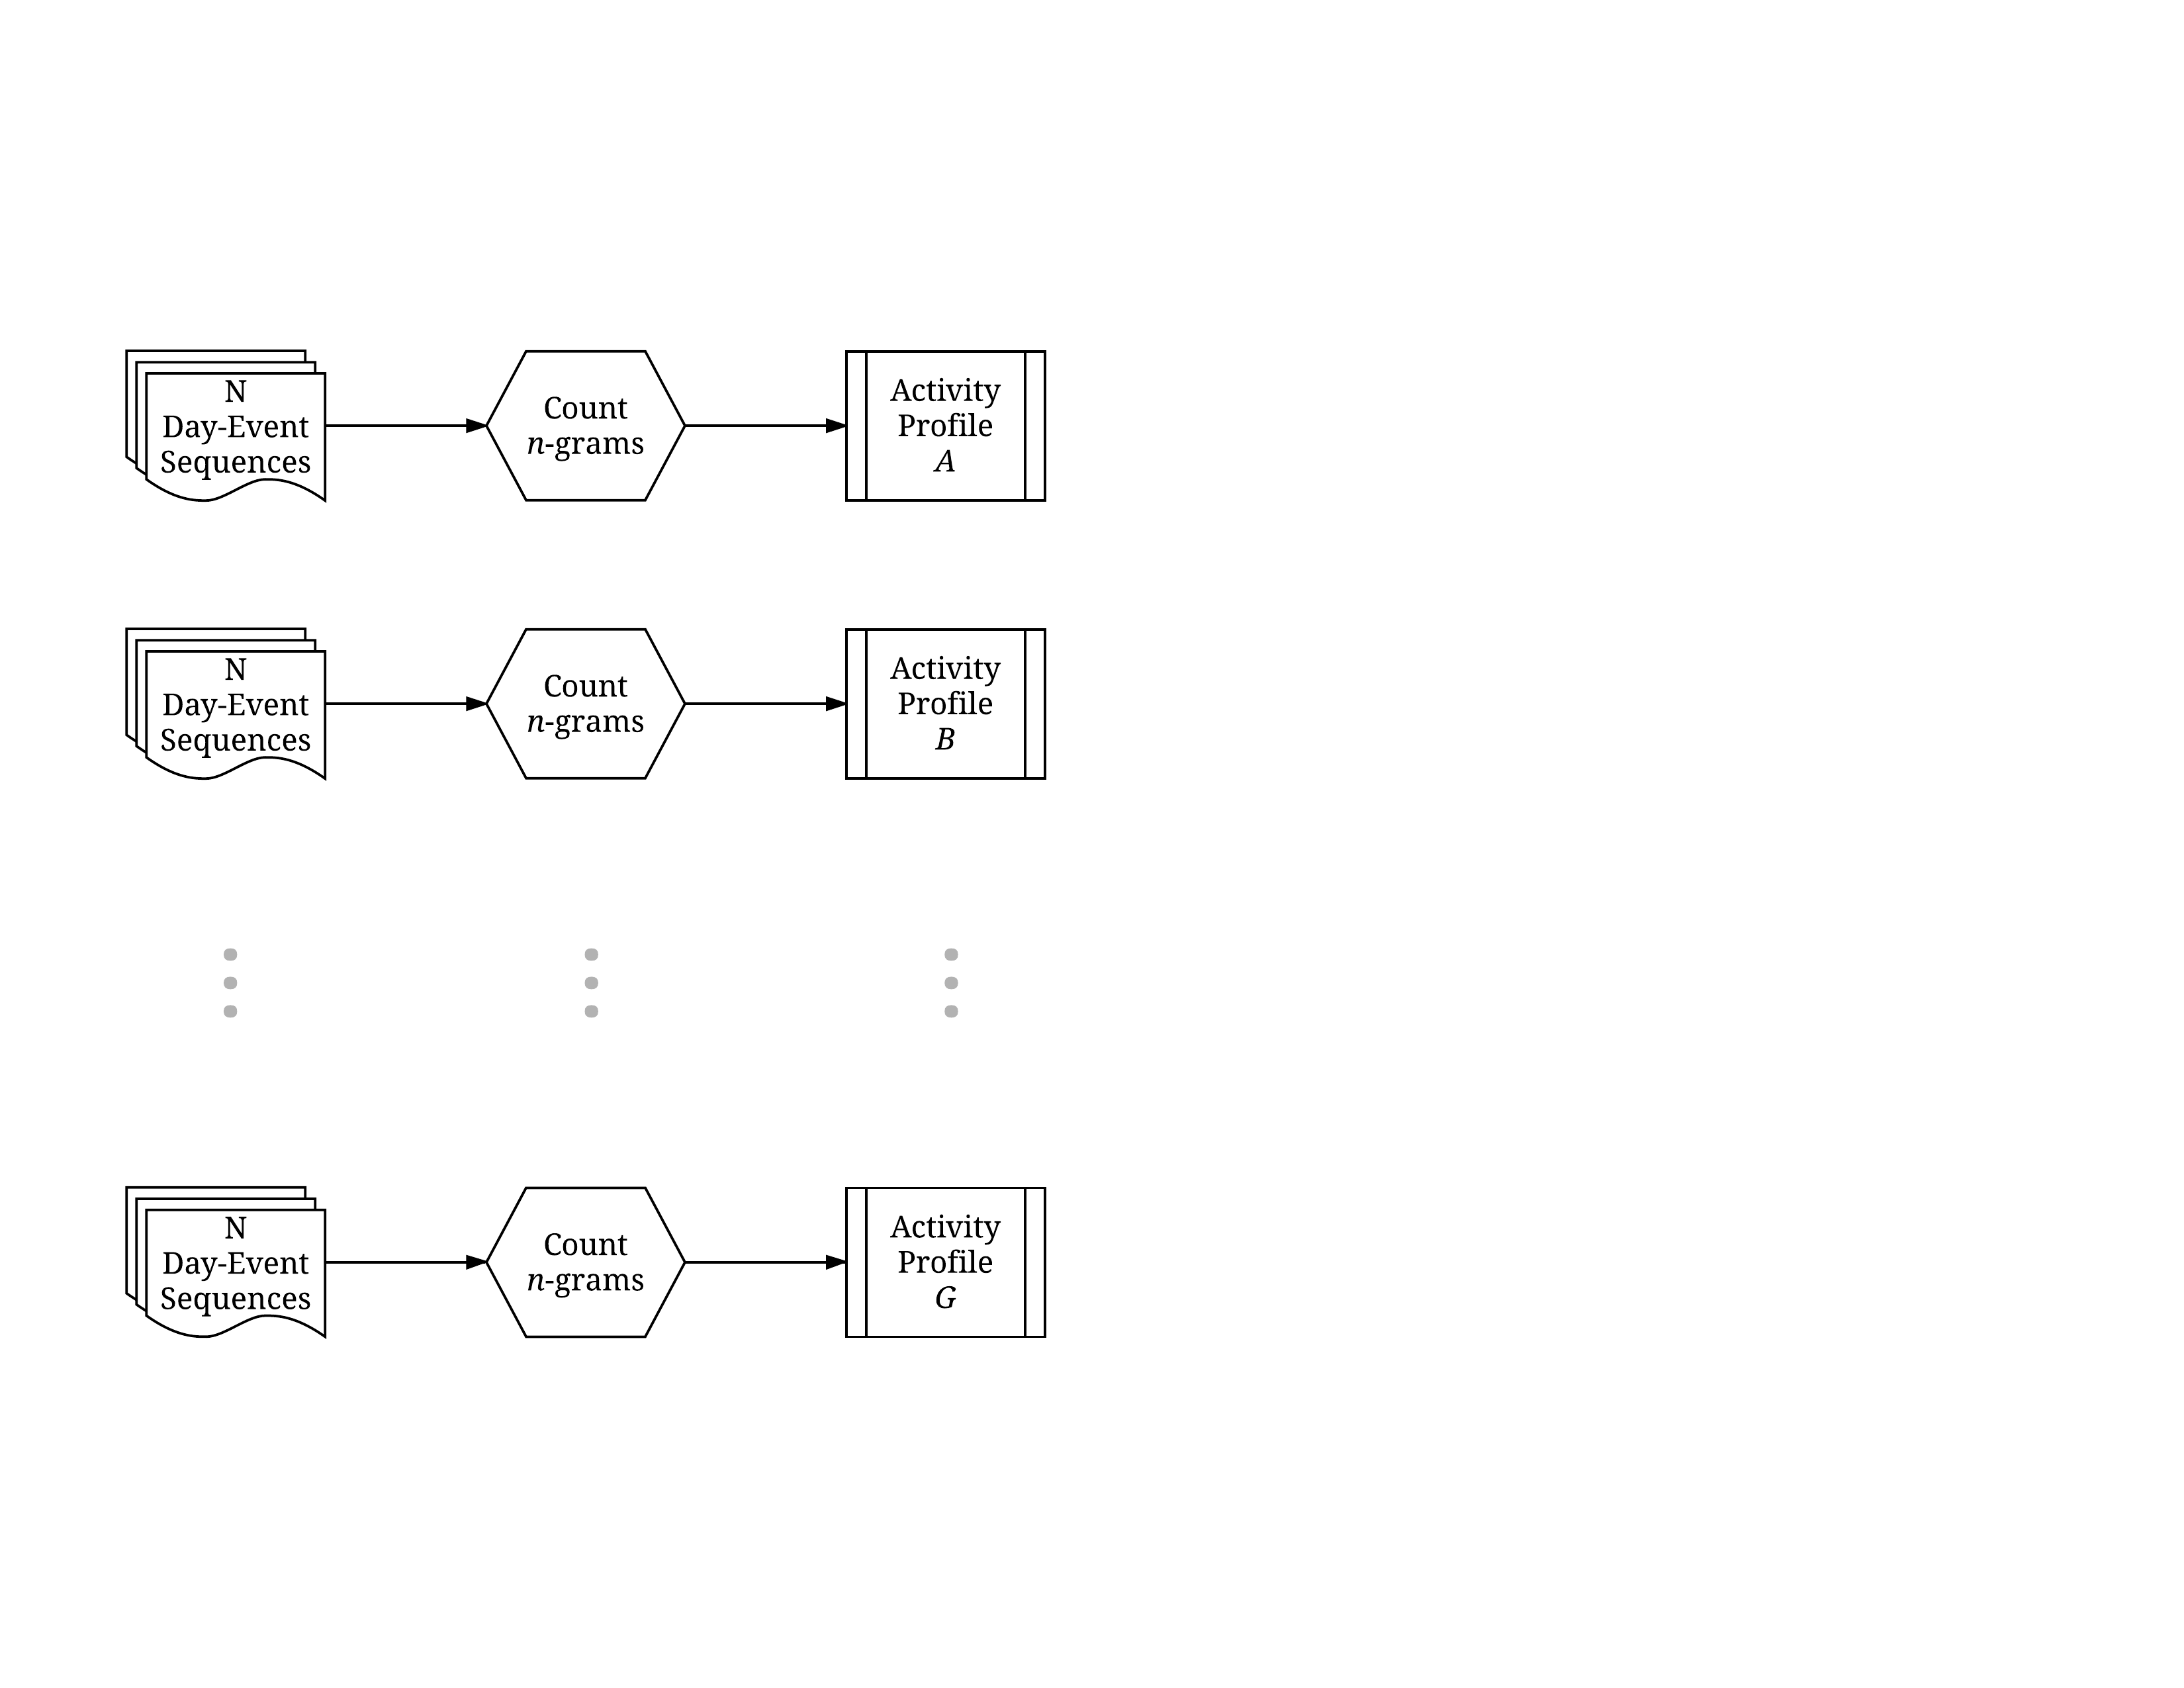 N
Day-Event
Sequences
Count
n-grams
Activity
Profile
A
N
Day-Event
Sequences
Count
n-grams
Activity
Profile
B
N
Day-Event
Sequences
Count
n-grams
Activity
Profile
G